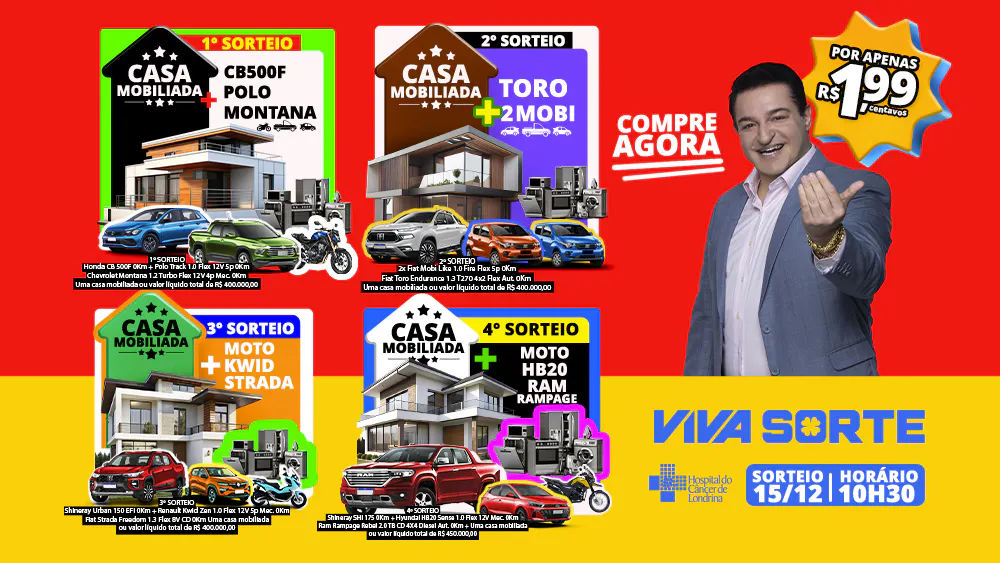 1º SORTEIO
CASA
MOBILIADA
+
CB500F
POLO
MONTANA
1º SORTEIO
Honda CB 500F 0Km + Polo Track 1.0 Flex 12V 5p 0Km
Chevrolet Montana 1.2 Turbo Flex 12V 4p Mec. 0Km
Uma casa mobiliada ou valor líquido total de R$ 400.000,00
2º SORTEIO
CASA
MOBILIADA
+
TORO
2 MOBI
2º SORTEIO
2x Fiat Mobi Like 1.0 Fire Flex 5p 0Km
Fiat Toro Endurance 1.3 T270 4x2 Flex Aut. 0Km
Uma casa mobiliada ou valor líquido total de R$ 400.000,00
COMPRE
AGORA
POR APENAS
R$ 1,99
centavos
3º SORTEIO
CASA
MOBILIADA
+
MOTO
KWID
STRADA
3º SORTEIO
Shineray Urban 150 EFI 0Km + Renault Kwid Zen 1.0 Flex 12V 5p Mec. 0Km
Fiat Strada Freedom 1.3 Flex 8V CD 0Km Uma casa mobiliada
ou valor líquido total de R$ 400.000,00
4º SORTEIO
CASA
MOBILIADA
+
MOTO
HB20
RAM
RAMPAGE
RAM
4º SORTEIO
Shineray SHI 175 0Km + Hyundai HB20 Sense 1.0 Flex 12V Mec. 0Km
Ram Rampage Rebel 2.0 TB CD 4X4 Diesel Aut. 0Km + Uma casa mobiliada
ou valor líquido total de R$ 450.000,00
VIVA SORTE
Hospital do
Câncer de
Londrina
SORTEIO
15/12
HORÁRIO
10H30